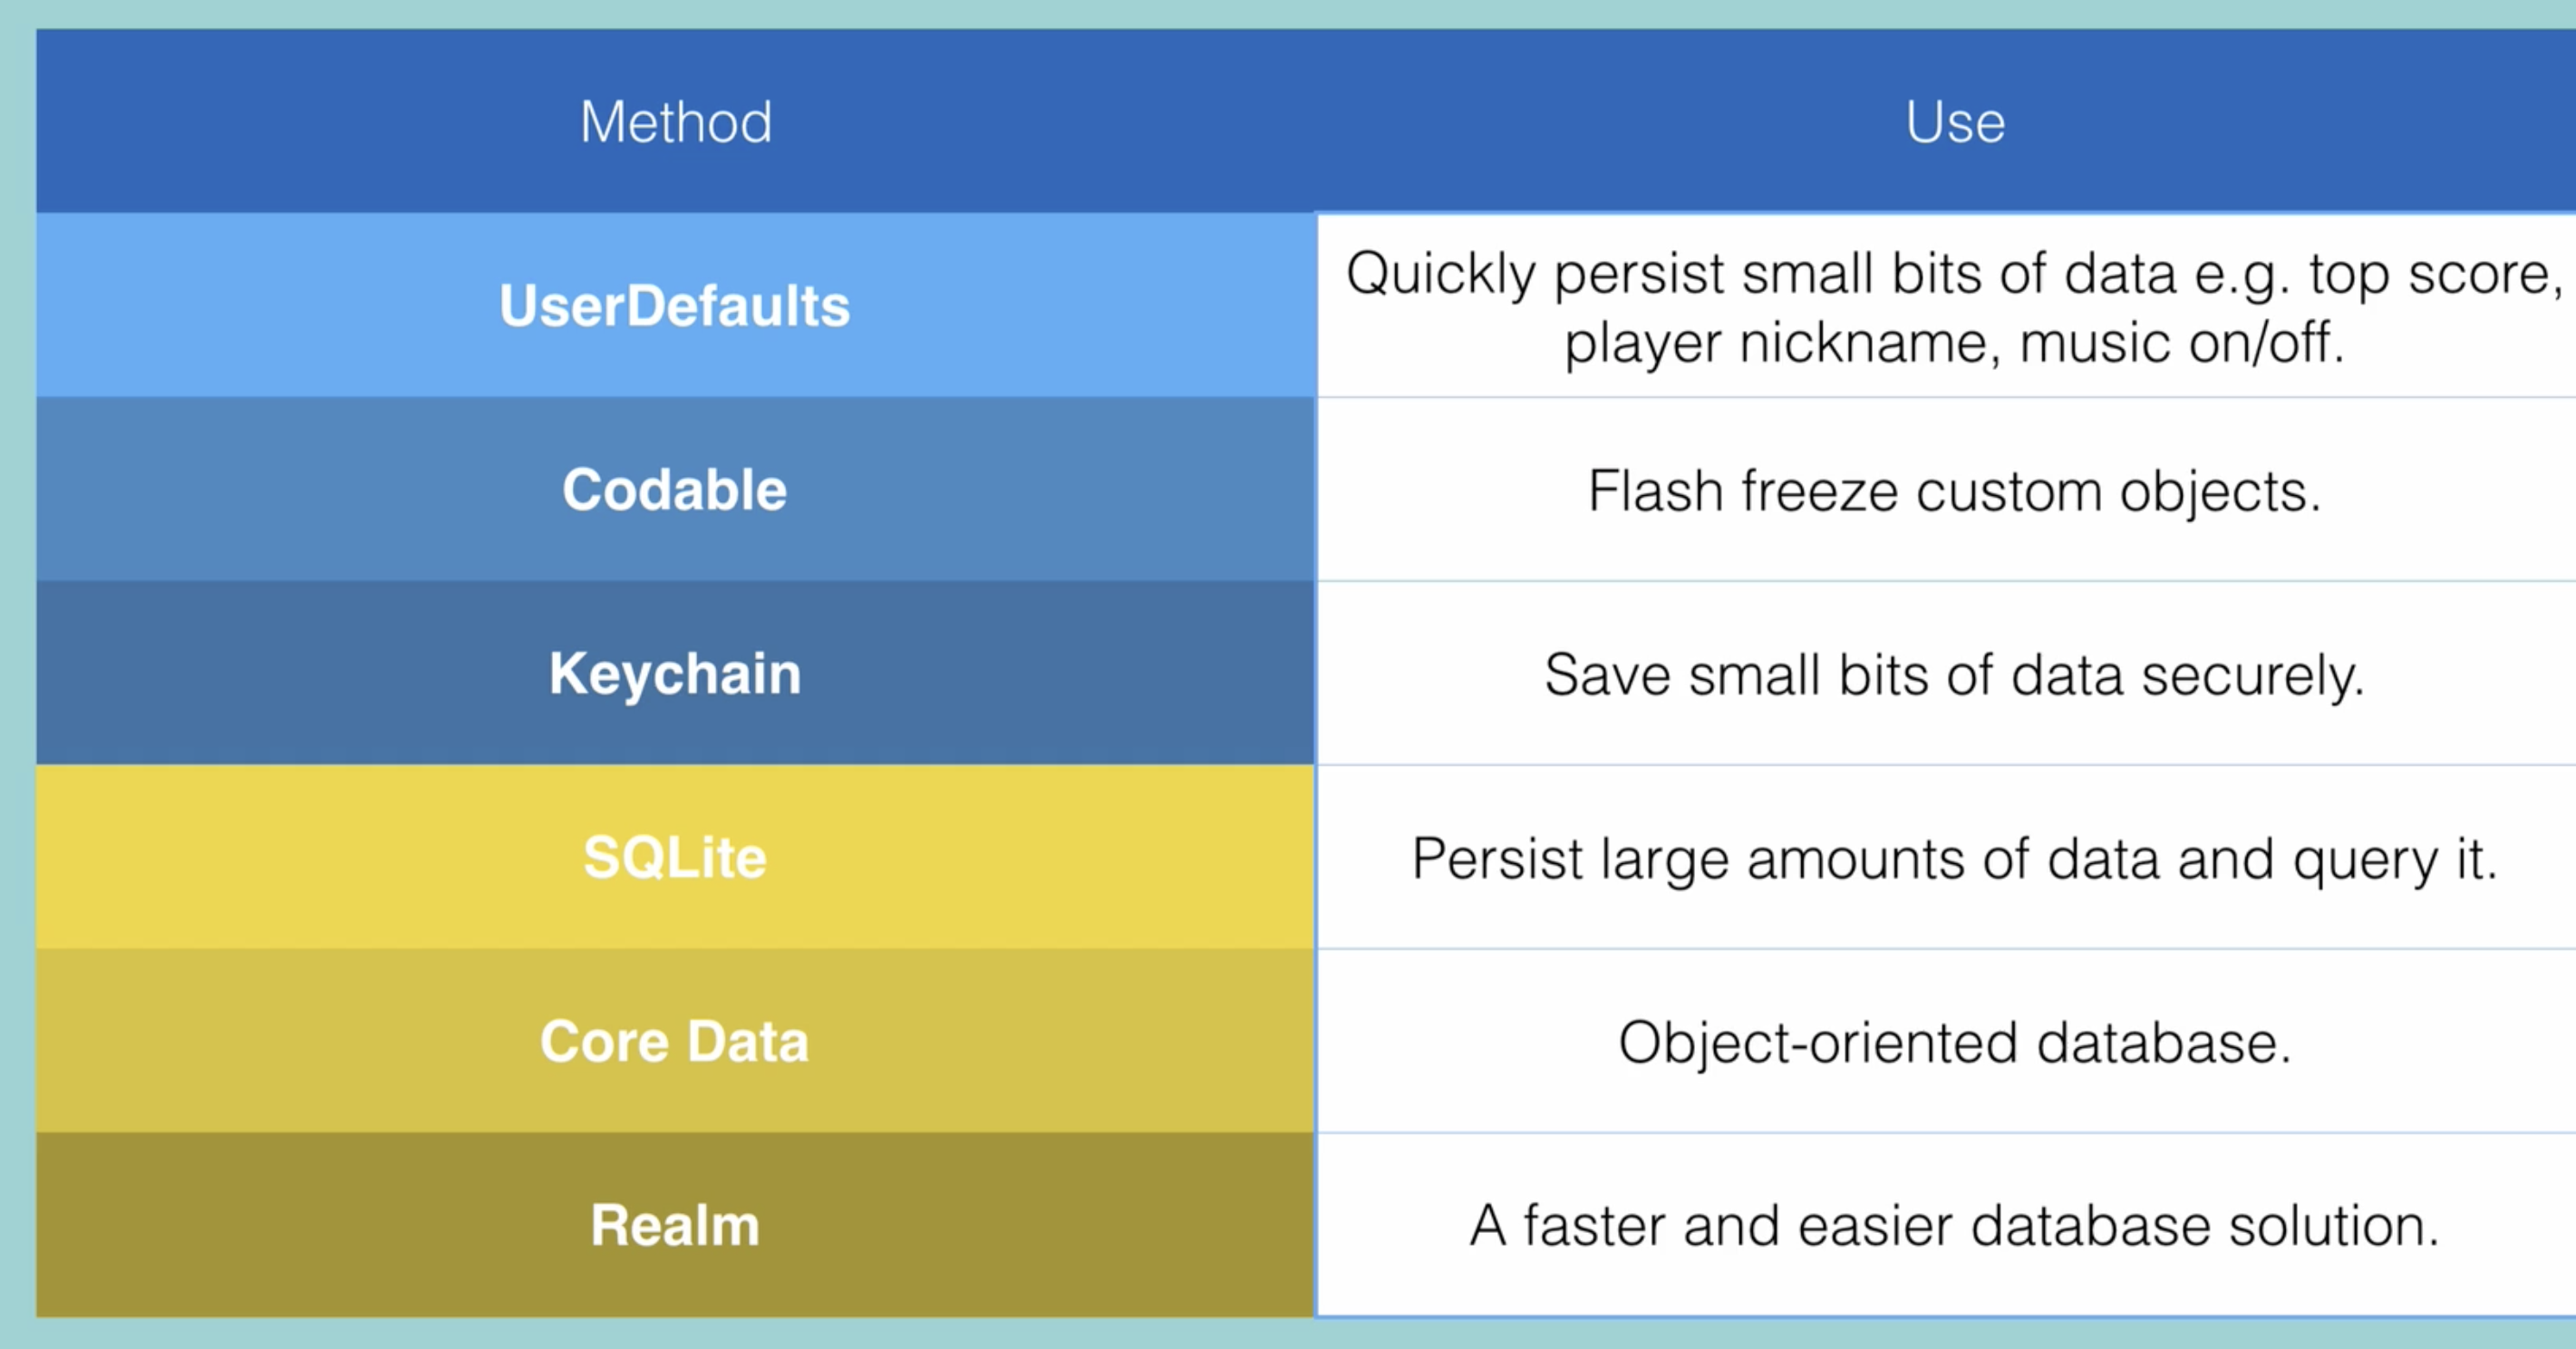 Method
Use
UserDefaults
Quickly persist small bits of data e.g. top score,
player nickname, music on/off.
Codable
Flash freeze custom objects.
Keychain
Save small bits of data securely.
SQLite
Persist large amounts of data and query it.
Core Data
Object-oriented database.
Realm
A faster and easier database solution.